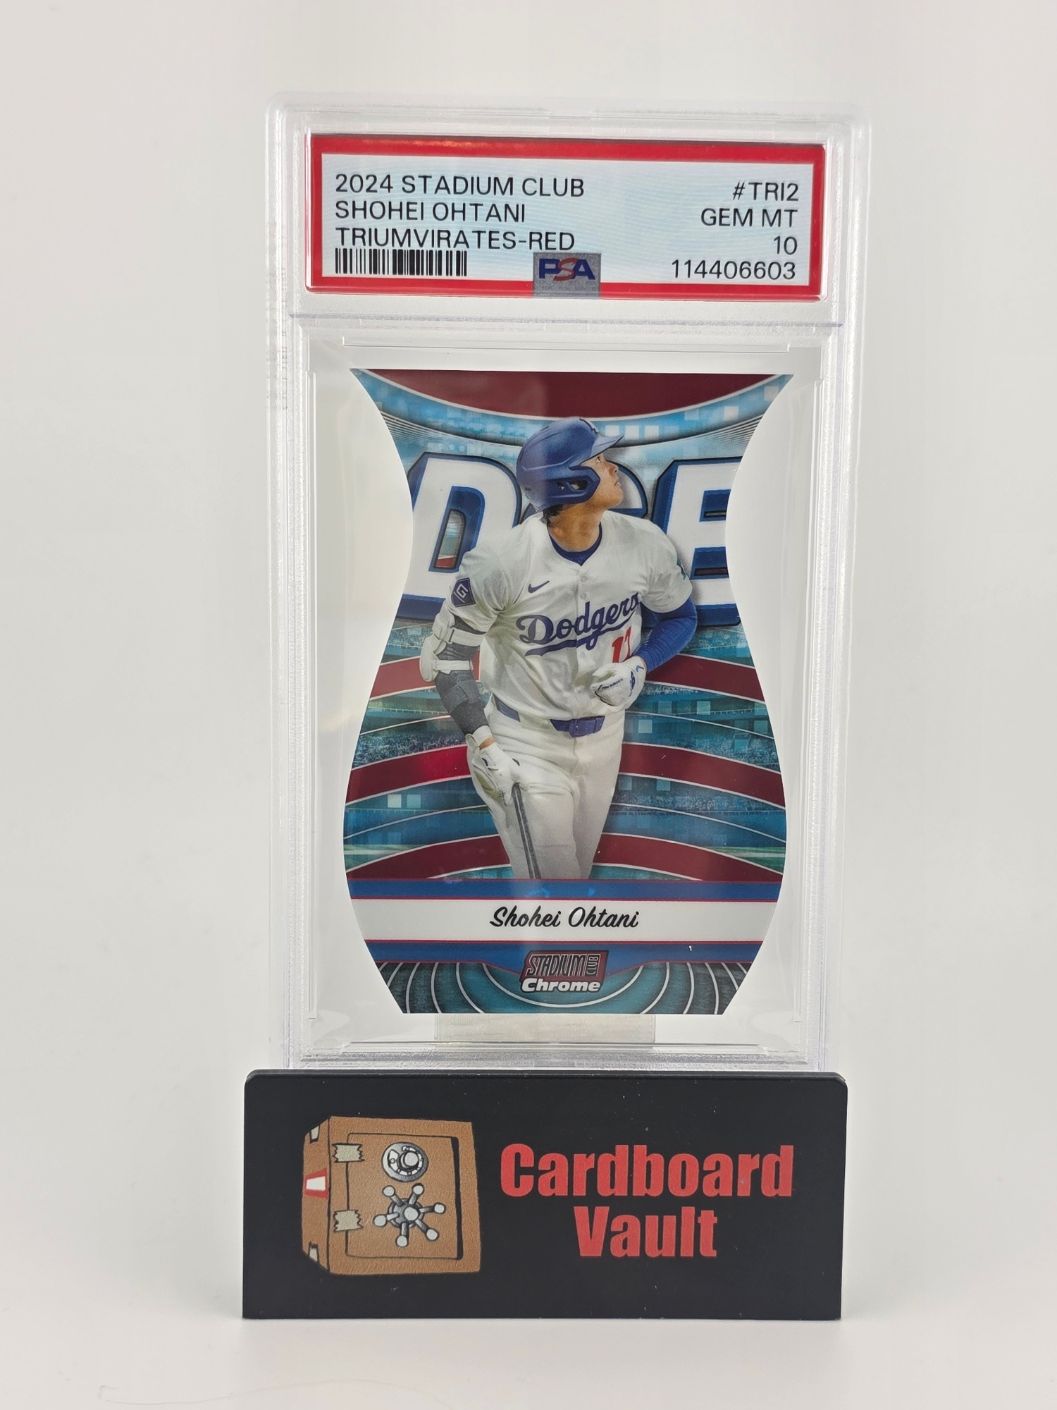 2024 STADIUM CLUB #TRI2
SHOHEI OHTANI GEM MT
TRIUMVIRATES-RED 10
PSA 114406603
Dodgers
17
Shohei Ohtani
STADIUM CLUB
Chrome
Cardboard
Vault